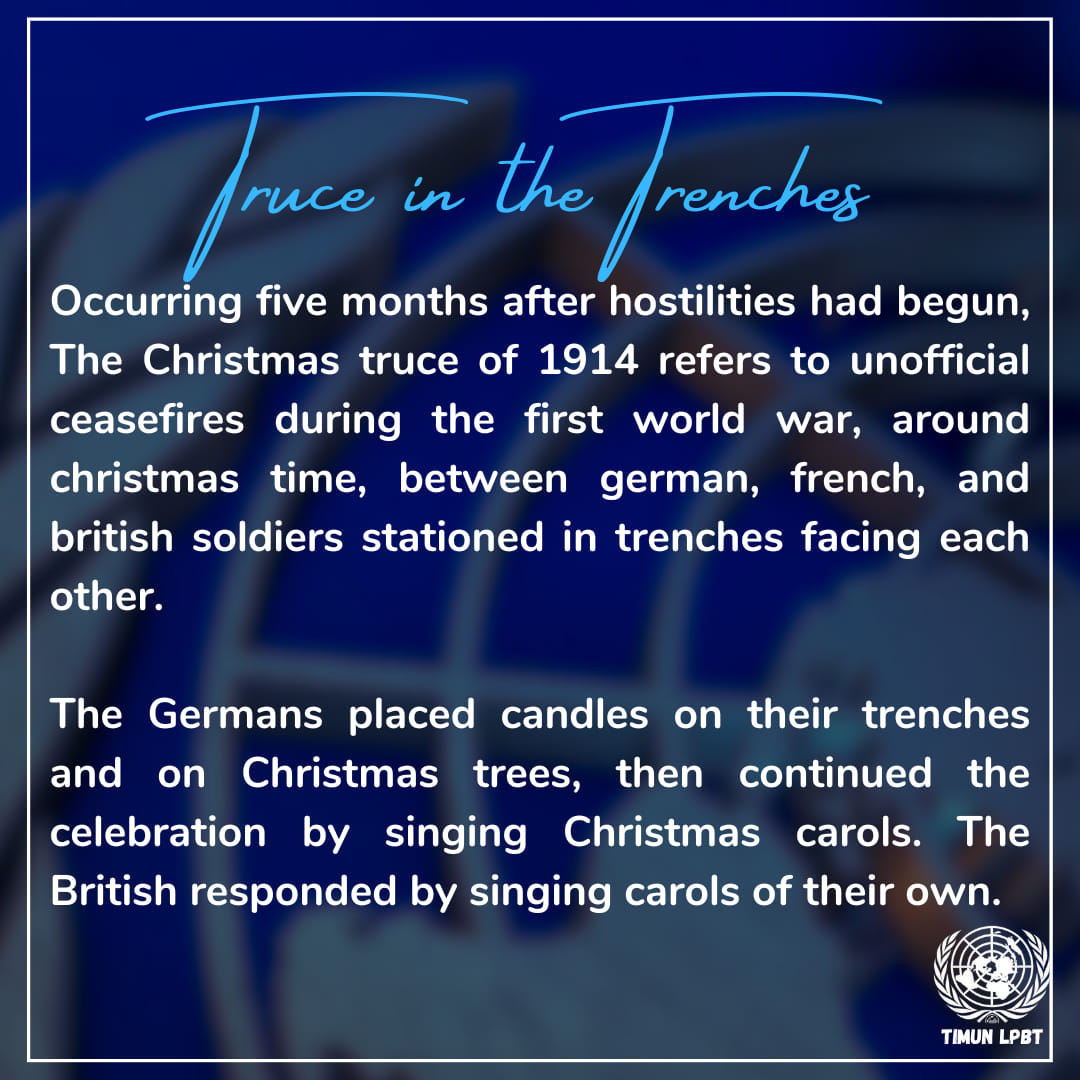 Truce in the Trenches
Occurring five months after hostilities had begun,
The Christmas truce of 1914 refers to unofficial
ceasefires during the first world war, around
christmas time, between german, french, and
british soldiers stationed in trenches facing each
other.
The Germans placed candles on their trenches
and on Christmas trees, then continued the
celebration by singing Christmas carols. The
British responded by singing carols of their own.
TIMUN LPBT